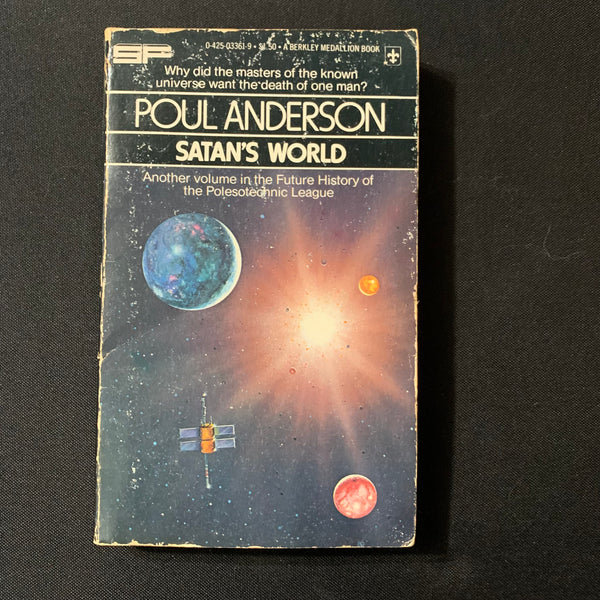 SF
0-425-03361-9 • $1.50 • A BERKLEY MEDALLION BOOK
Why did the masters of the known
universe want the death of one man?
POUL ANDERSON
SATAN'S WORLD
Another volume in the Future History of
the Polesotechnic League